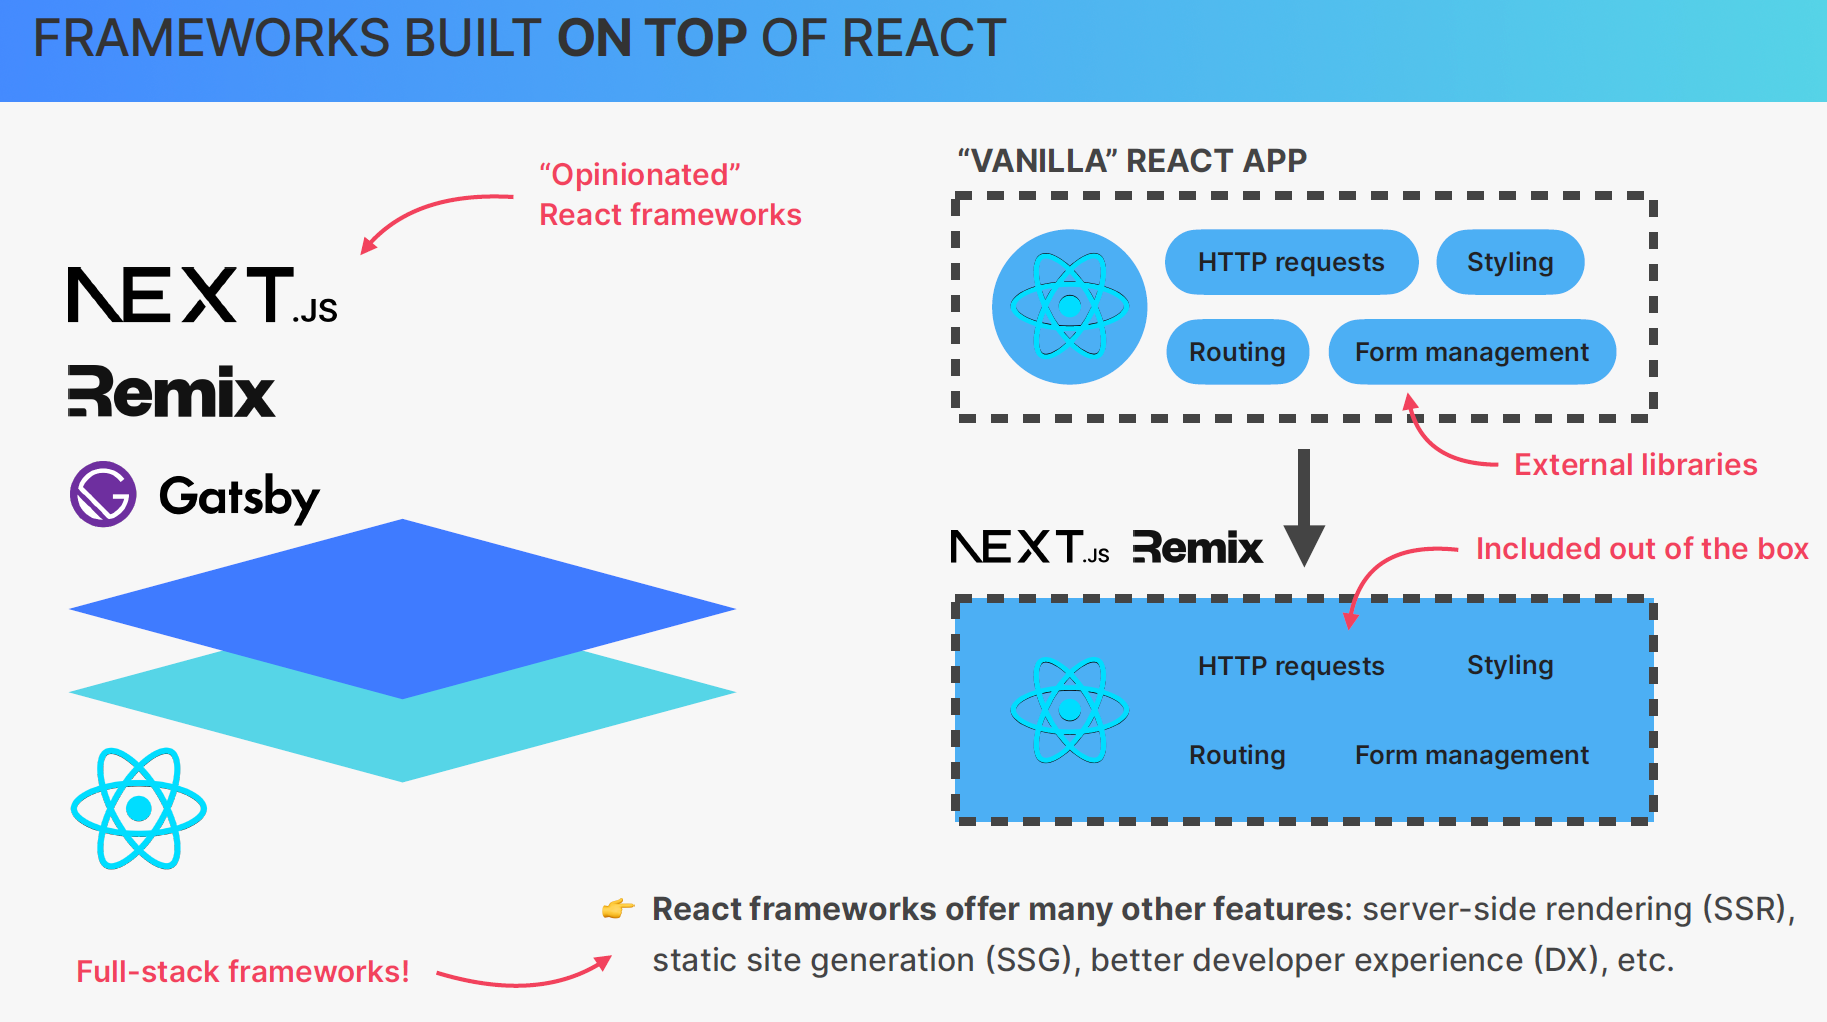 FRAMEWORKS BUILT ON TOP OF REACT
“Opinionated”
React frameworks
NEXT.JS
Remix
Gatsby
“VANILLA” REACT APP
HTTP requests
Styling
Routing
Form management
External libraries
NEXT.JS
Remix
Included out of the box
HTTP requests
Styling
Routing
Form management
👉 React frameworks offer many other features: server-side rendering (SSR),
static site generation (SSG), better developer experience (DX), etc.
Full-stack frameworks!